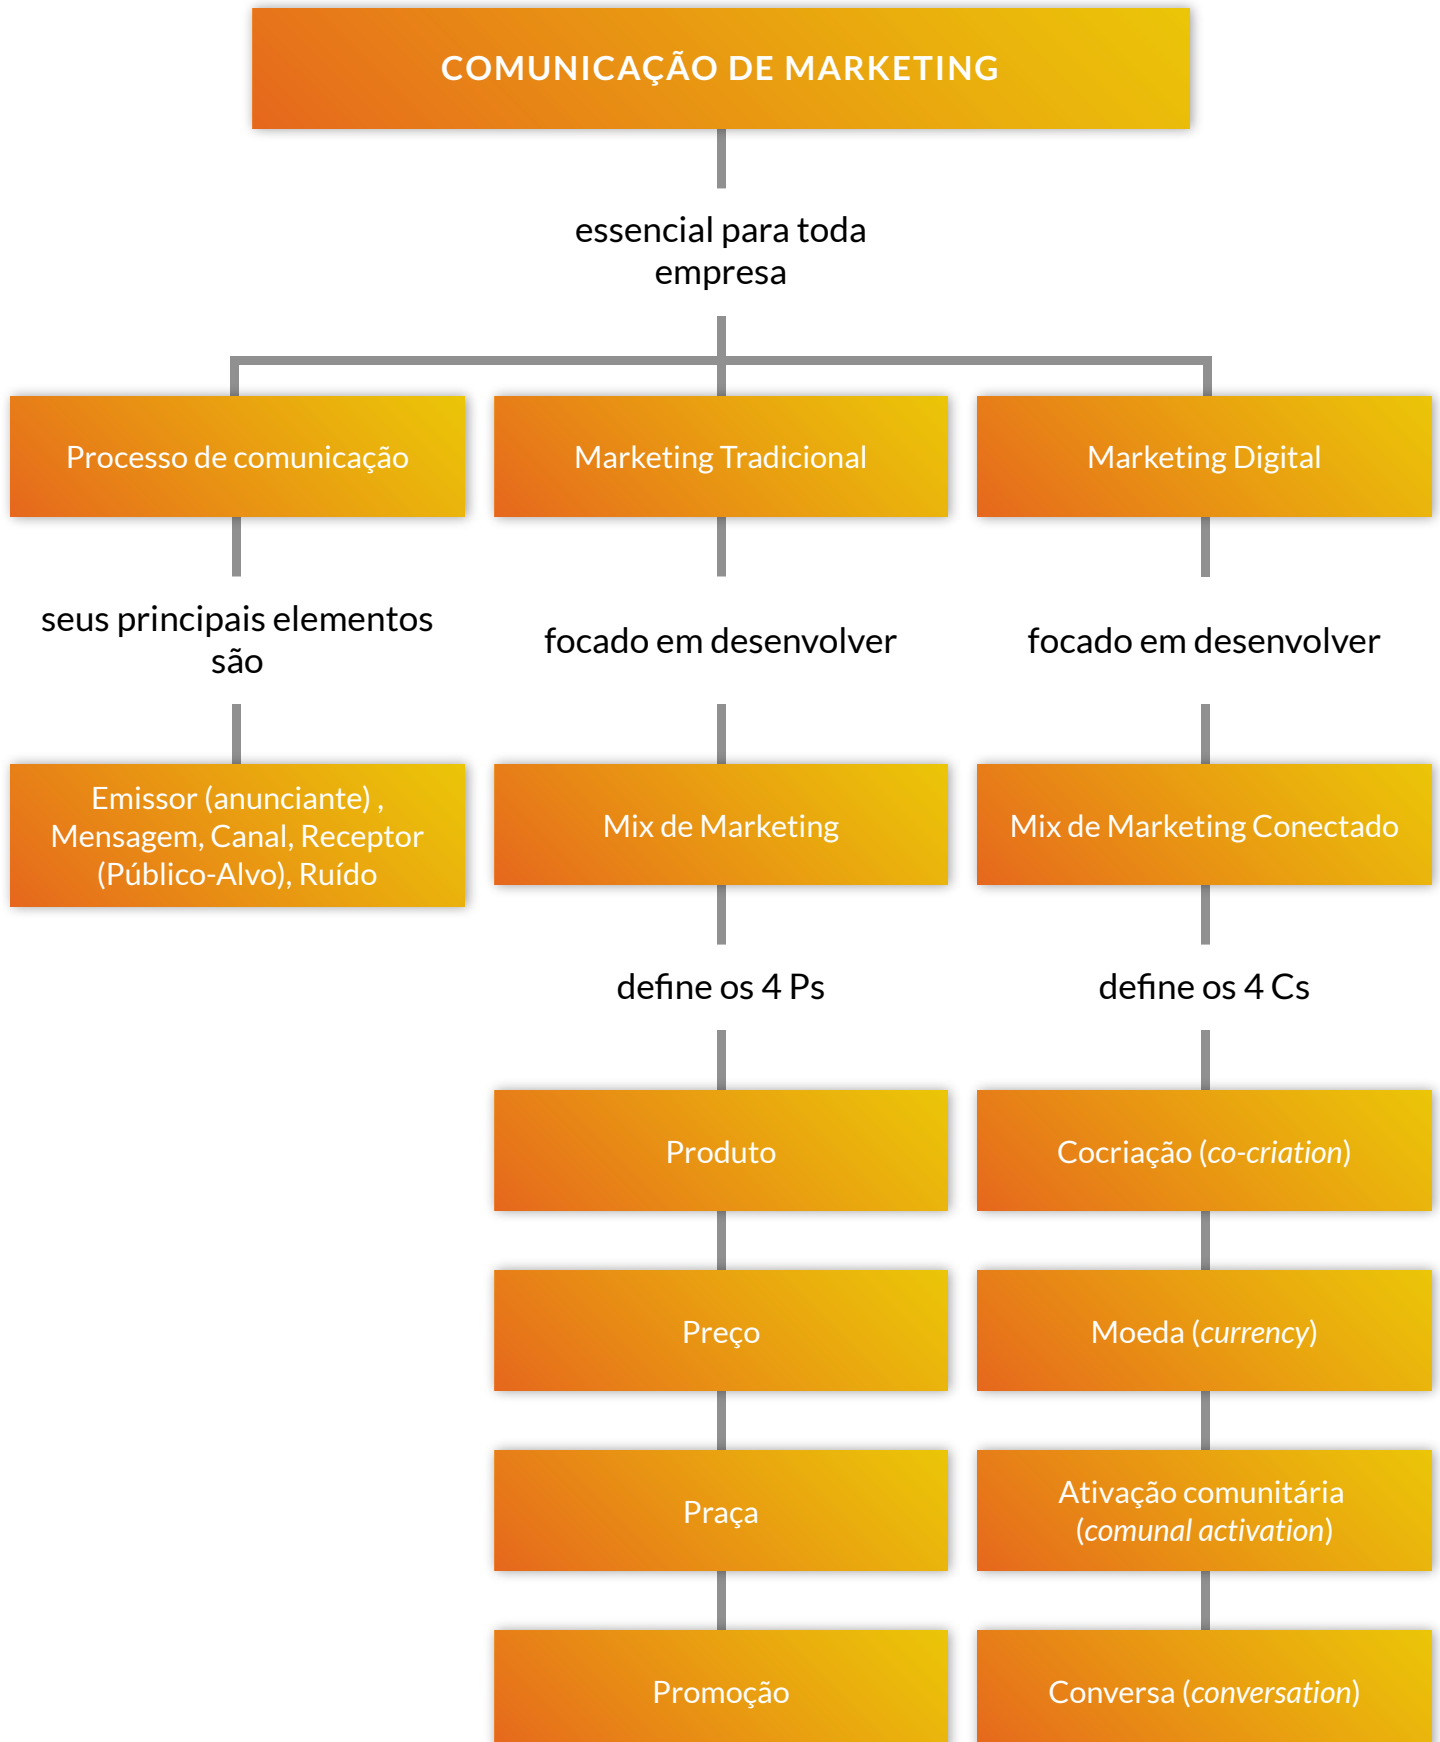 COMUNICAÇÃO DE MARKETING
essencial para toda
empresa
Processo de comunicação
Marketing Tradicional
Marketing Digital
seus principais elementos
são
focado em desenvolver
focado em desenvolver
Emissor (anunciante) ,
Mensagem, Canal, Receptor
(Público-Alvo), Ruído
Mix de Marketing
Mix de Marketing Conectado
define os 4 Ps
define os 4 Cs
Produto
Cocriação (co-criation)
Preço
Moeda (currency)
Praça
Ativação comunitária
(comunal activation)
Promoção
Conversa (conversation)